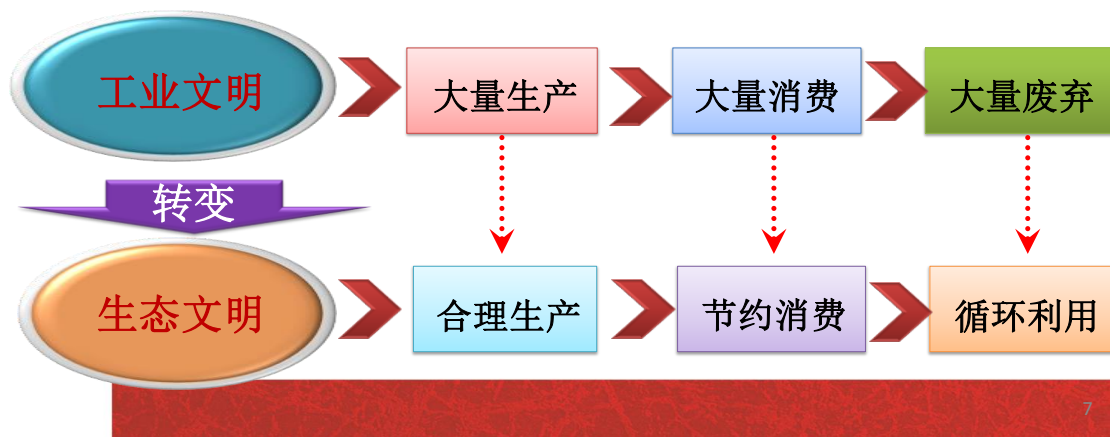 工业文明
大量生产
大量消费
大量废弃
转变
生态文明
合理生产
节约消费
循环利用
7